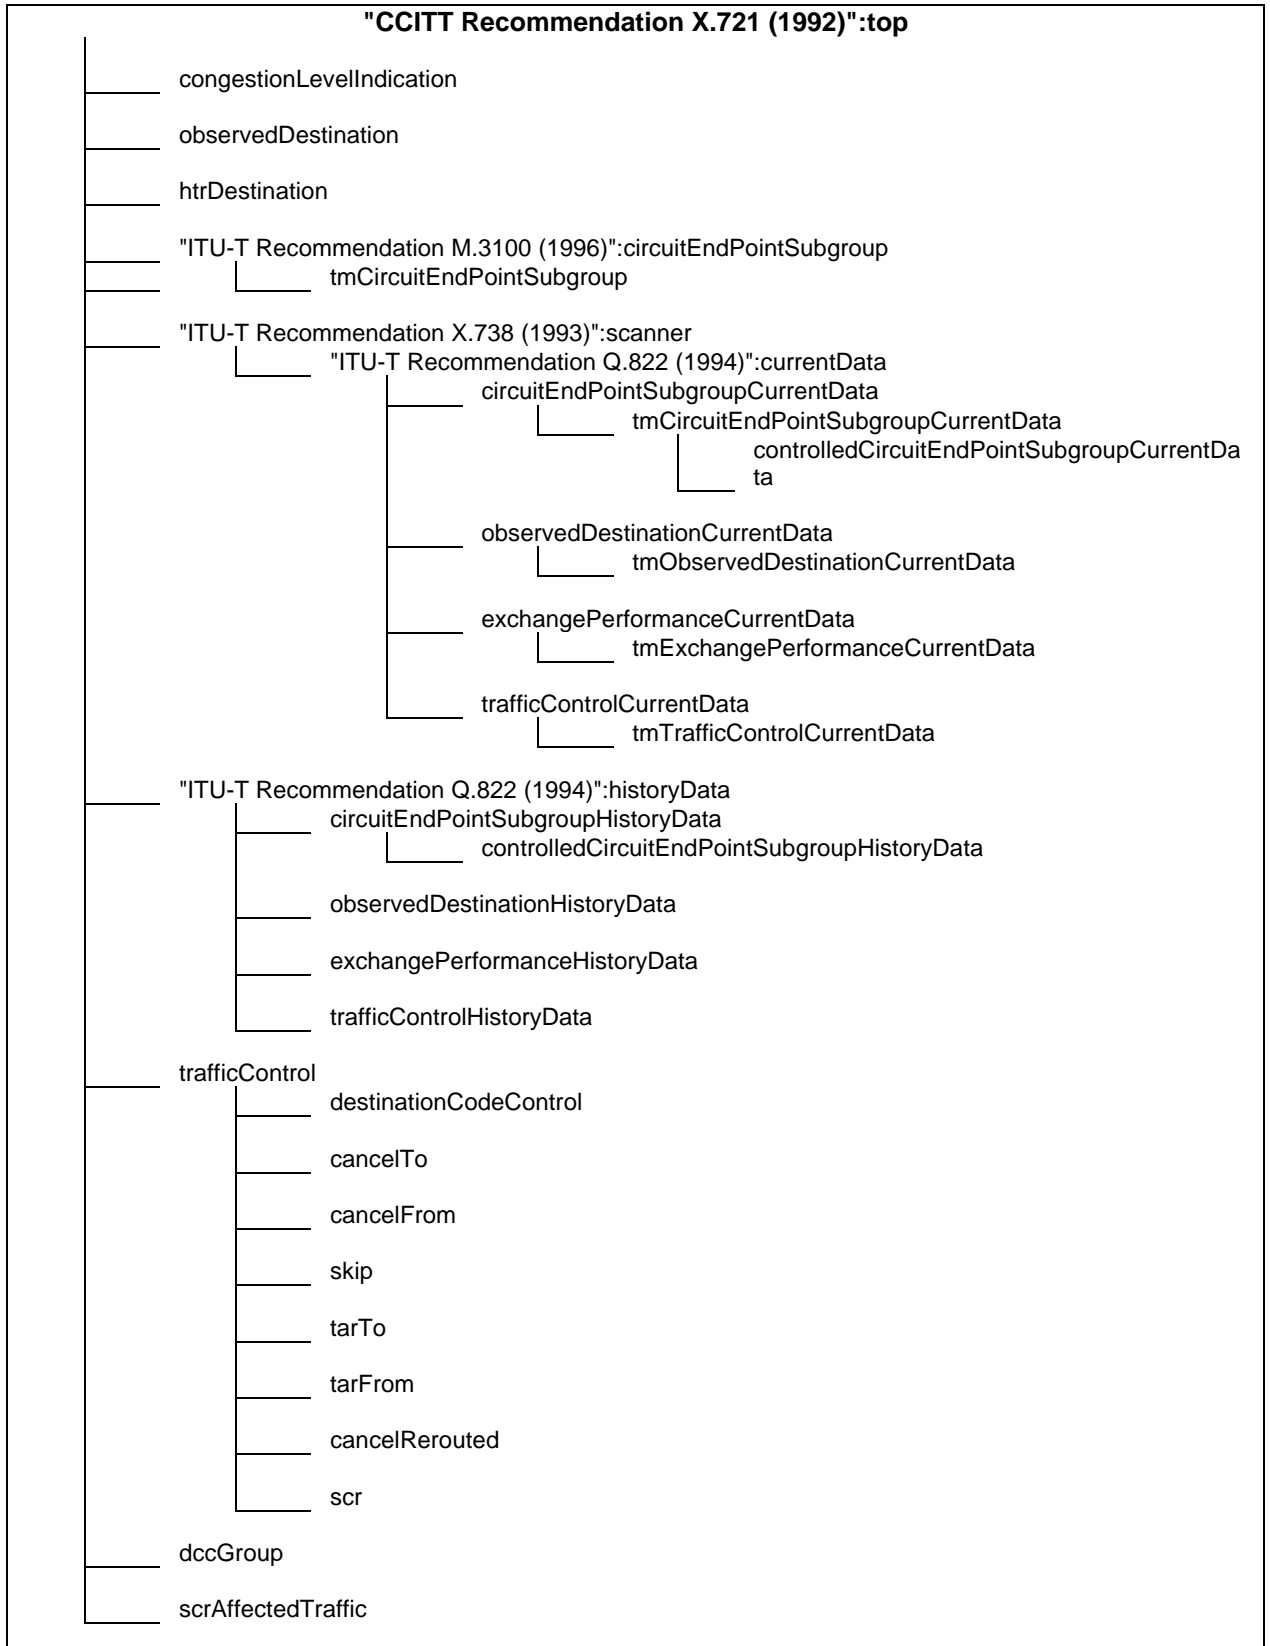 "CCITT Recommendation X.721 (1992)":top
congestionLevelIndication
observedDestination
htrDestination
"ITU-T Recommendation M.3100 (1996)":circuitEndPointSubgroup
tmCircuitEndPointSubgroup
"ITU-T Recommendation X.738 (1993)":scanner
"ITU-T Recommendation Q.822 (1994)":currentData
circuitEndPointSubgroupCurrentData
tmCircuitEndPointSubgroupCurrentData
controlledCircuitEndPointSubgroupCurrentDa
ta
observedDestinationCurrentData
tmObservedDestinationCurrentData
exchangePerformanceCurrentData
tmExchangePerformanceCurrentData
trafficControlCurrentData
tmTrafficControlCurrentData
"ITU-T Recommendation Q.822 (1994)":historyData
circuitEndPointSubgroupHistoryData
controlledCircuitEndPointSubgroupHistoryData
observedDestinationHistoryData
exchangePerformanceHistoryData
trafficControlHistoryData
trafficControl
destinationCodeControl
cancelTo
cancelFrom
skip
tarTo
tarFrom
cancelRerouted
scr
dccGroup
scrAffectedTraffic